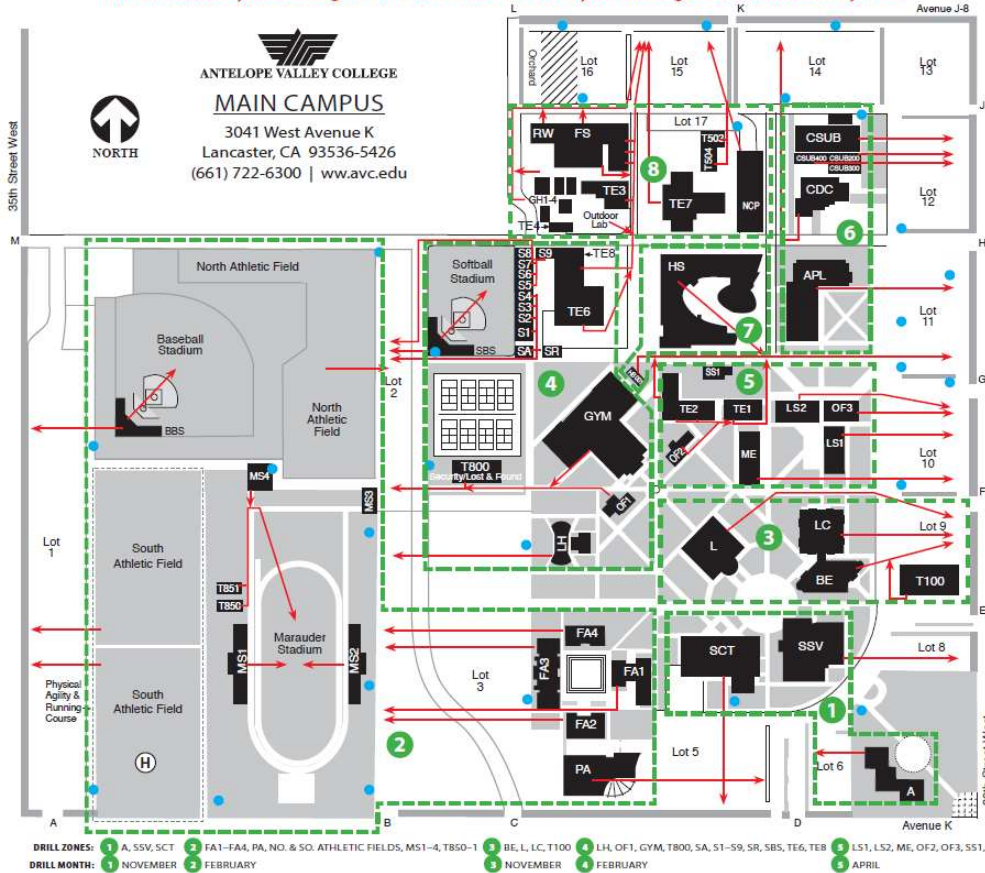 L
K
Avenue J-8
ANTELOPE VALLEY COLLEGE
MAIN CAMPUS
3041 West Avenue K
Lancaster, CA 93536-5426
(661) 722-6300 | ww.avc.edu
NORTH
35th Street West
Orchard
Lot 16
Lot 15
Lot 14
Lot 13
J
RW
FS
Lot 17
T503
T504
8
CSUB
CSUB400 CSUB200
CSUB300
CDC
GH1-4
TE3
TE7
NCP
Lot 12
TE4
Outdoor Lab
6
M
H
North Athletic Field
Softball Stadium
S8
S9
TE8
S7
S6
S5
S4
S3
S2
S1
TE6
HS
APL
Lot 11
Baseball Stadium
SBS
SA
SR
7
Lot 2
4
5
SS1
G
North Athletic Field
GYM
TE2
TE1
LS2
OF3
BBS
OF2
ME
LS1
Lot 10
T800
Security/Lost & Found
MS4
MS3
OF1
F
Lot 1
South Athletic Field
LH
L
3
LC
Lot 9
BE
T100
T851
T850
E
Marauder Stadium
MS1
MS2
FA4
FA3
FA1
FA2
SCT
SSV
Lot 8
Lot 3
Physical Agility & Running Course
South Athletic Field
1
2
H
PA
Lot 5
Lot 6
A
A
B
C
D
Avenue K
DRILL ZONES: 1 A, SSV, SCT 2 FA1–FA4, PA, NO. & SO. ATHLETIC FIELDS, MS1–4, T850–1 3 BE, L, LC, T100 4 LH, OF1, GYM, T800, SA, S1–S9, SR, SBS, TE6, TE8 5 LS1, LS2, ME, OF2, OF3, SS1,
DRILL MONTH: 1 NOVEMBER 2 FEBRUARY 3 NOVEMBER 4 FEBRUARY 5 APRIL